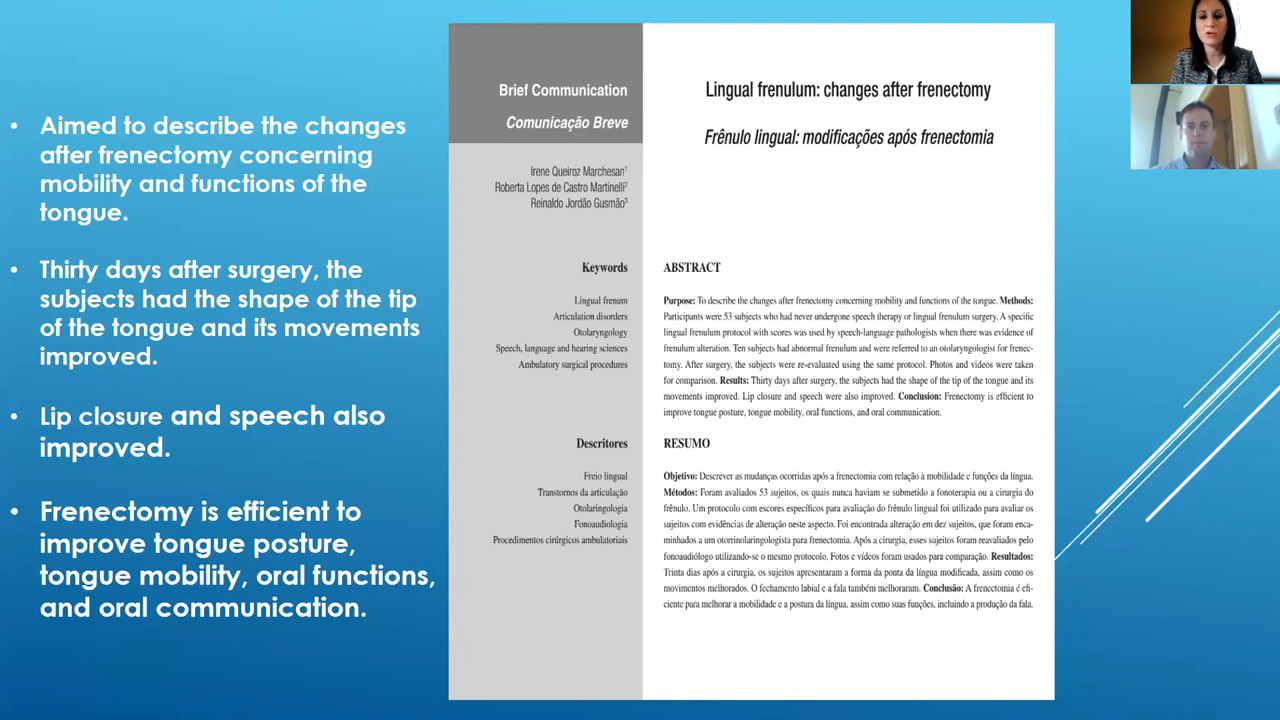 • Aimed to describe the changes
after frenectomy concerning
mobility and functions of the
tongue.
• Thirty days after surgery, the
subjects had the shape of the tip
of the tongue and its movements
improved.
• Lip closure and speech also
improved.
• Frenectomy is efficient to
improve tongue posture,
tongue mobility, oral functions,
and oral communication.
Brief Communication
Comunicação Breve
Irene Queiroz Marchesan¹
Roberta Lopes de Castro Martinelli²
Reinaldo Jordão Gusmão³
Lingual frenulum: changes after frenectomy
Frênulo lingual: modificações após frenectomia
Keywords
Lingual frenum
Articulation disorders
Otolaryngology
Speech, language and hearing sciences
Ambulatory surgical procedures
ABSTRACT
Purpose: To describe the changes after frenectomy concerning mobility and functions of the tongue. Methods:
Participants were 53 subjects who had never undergone speech therapy or lingual frenulum surgery. A specific
lingual frenulum protocol with scores was used by speech-language pathologists when there was evidence of
frenulum alteration. Ten subjects had abnormal frenulum and were referred to an otolaryngologist for frenec-
tomy. After surgery, the subjects were re-evaluated using the same protocol. Photos and videos were taken
for comparison. Results: Thirty days after surgery, the subjects had the shape of the tip of the tongue and its
movements improved. Lip closure and speech were also improved. Conclusion: Frenectomy is efficient to
improve tongue posture, tongue mobility, oral functions, and oral communication.
Descritores
Freio lingual
Transtornos da articulação
Otolaringologia
Fonoaudiologia
Procedimentos cirúrgicos ambulatoriais
RESUMO
Objetivo: Descrever as mudanças ocorridas após a frenectomia com relação à mobilidade e funções da língua.
Métodos: Foram avaliados 53 sujeitos, os quais nunca haviam se submetido a fonoterapia ou a cirurgia do
frênulo. Um protocolo com escores específicos para avaliação do frênulo lingual foi utilizado para avaliar os
sujeitos com evidências de alteração neste aspecto. Foi encontrada alteração em dez sujeitos, que foram enca-
minhados a um otorrinolaringologista para frenectomia. Após a cirurgia, esses sujeitos foram reavaliados pelo
fonoaudiólogo utilizando-se o mesmo protocolo. Fotos e vídeos foram usados para comparação. Resultados:
Trinta dias após a cirurgia, os sujeitos apresentaram a forma da ponta da língua modificada, assim como os
movimentos melhorados. O fechamento labial e a fala também melhoraram. Conclusão: A frenectomia é efi-
ciente para melhorar a mobilidade e a postura da língua, assim como suas funções, incluindo a produção da fala.